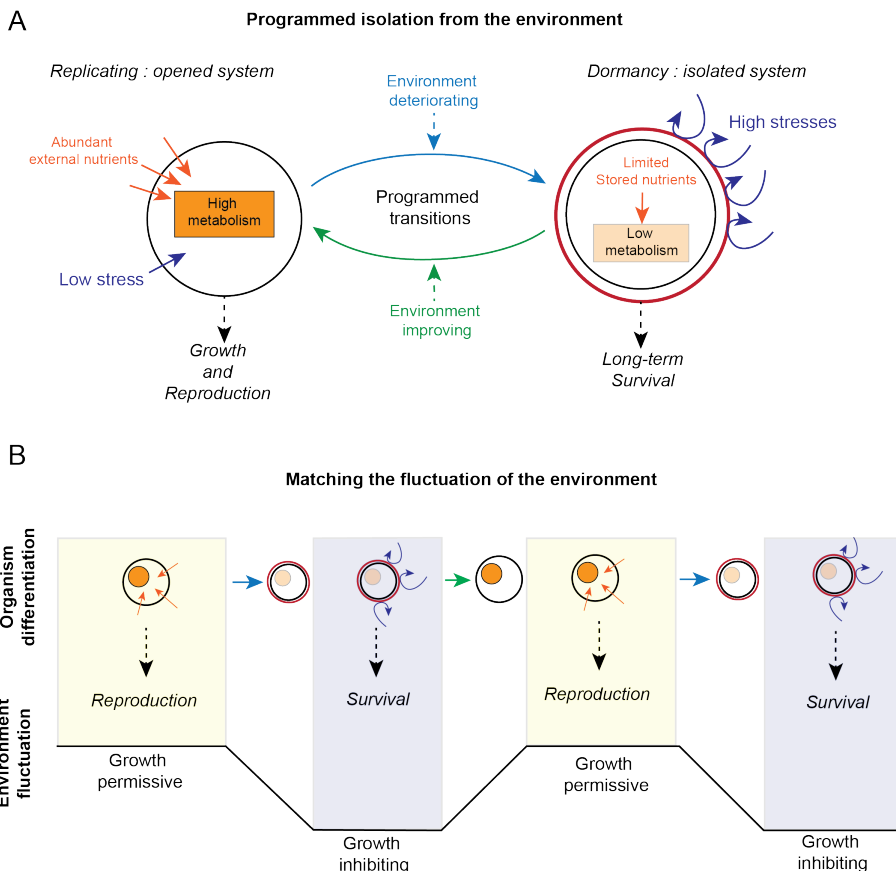 A
Programmed isolation from the environment
Replicating : opened system
Dormancy : isolated system
Environment
deteriorating
Abundant
external nutrients
High
metabolism
Low stress
Programmed
transitions
High stresses
Limited
Stored nutrients
Low
metabolism
Environment
improving
Growth
and
Reproduction
Long-term
Survival
B
Matching the fluctuation of the environment
Organism
differentiation
Reproduction
Survival
Reproduction
Survival
Environment
fluctuation
Growth
permissive
Growth
inhibiting
Growth
permissive
Growth
inhibiting